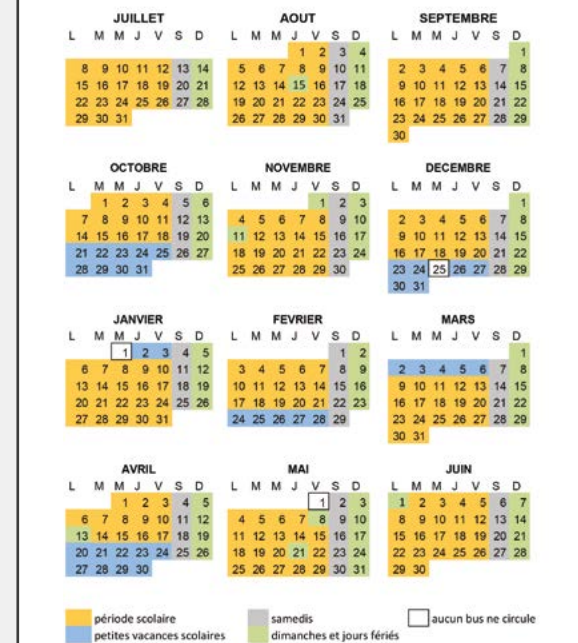 JUILLET AOUT SEPTEMBRE
L M M J V S D L M M J V S D L M M J V S D
1 2 3 4 1
8 9 10 11 12 13 14 5 6 7 8 9 10 11 2 3 4 5 6 7 8
15 16 17 18 19 20 21 12 13 14 15 16 17 18 9 10 11 12 13 14 15
22 23 24 25 26 27 28 19 20 21 22 23 24 25 16 17 18 19 20 21 22
29 30 31 26 27 28 29 30 31 23 24 25 26 27 28 29
30
OCTOBRE NOVEMBRE DECEMBRE
L M M J V S D L M M J V S D L M M J V S D
1 2 3 4 5 6 1 2 3 1
7 8 9 10 11 12 13 4 5 6 7 8 9 10 2 3 4 5 6 7 8
14 15 16 17 18 19 20 11 12 13 14 15 16 17 9 10 11 12 13 14 15
21 22 23 24 25 26 27 18 19 20 21 22 23 24 16 17 18 19 20 21 22
28 29 30 31 25 26 27 28 29 30 23 24 25 26 27 28 29
30 31
JANVIER FEVRIER MARS
L M M J V S D L M M J V S D L M M J V S D
1 2 3 4 5 1 2 1
6 7 8 9 10 11 12 3 4 5 6 7 8 9 2 3 4 5 6 7 8
13 14 15 16 17 18 19 10 11 12 13 14 15 16 9 10 11 12 13 14 15
20 21 22 23 24 25 26 17 18 19 20 21 22 23 16 17 18 19 20 21 22
27 28 29 30 31 24 25 26 27 28 29 23 24 25 26 27 28 29
30 31
AVRIL MAI JUIN
L M M J V S D L M M J V S D L M M J V S D
1 2 3 4 5 1 2 3 1 2 3 4 5 6 7
6 7 8 9 10 11 12 4 5 6 7 8 9 10 8 9 10 11 12 13 14
13 14 15 16 17 18 19 11 12 13 14 15 16 17 15 16 17 18 19 20 21
20 21 22 23 24 25 26 18 19 20 21 22 23 24 22 23 24 25 26 27 28
27 28 29 30 25 26 27 28 29 30 31 29 30
période scolaire samedis aucun bus ne circule
petites vacances scolaires dimanches et jours fériés